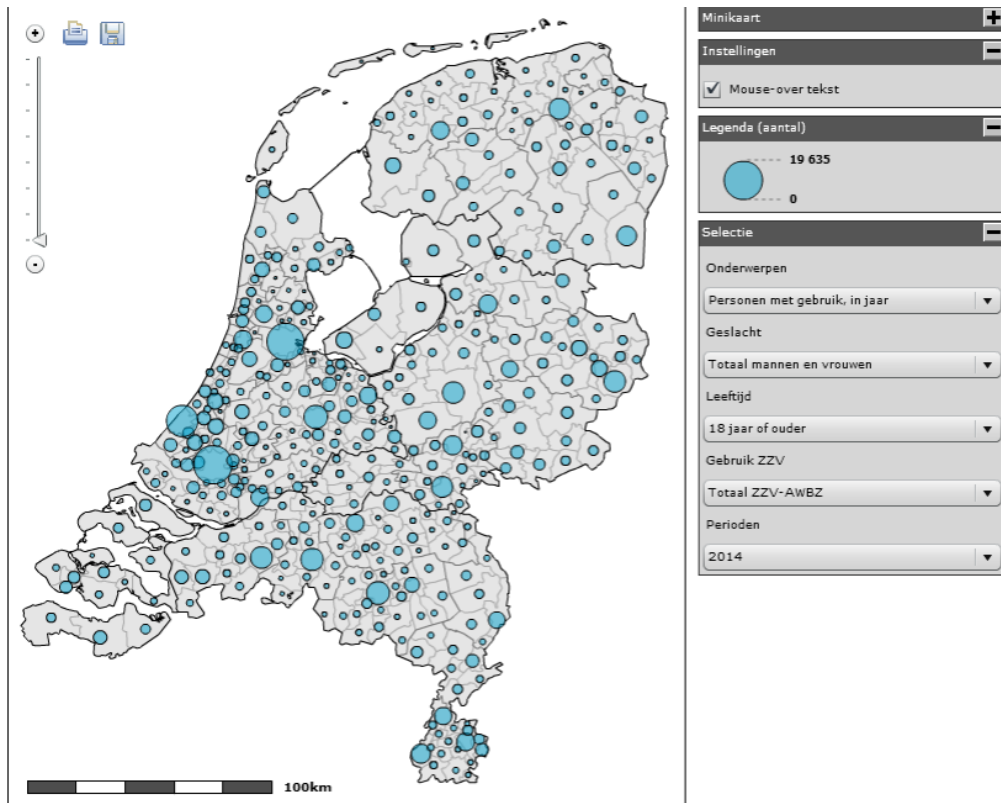 Minikaart
Instellingen
Mouse-over tekst
Legenda (aantal)
19 635
0
Selectie
Onderwerpen
Personen met gebruik, in jaar
Geslacht
Totaal mannen en vrouwen
Leeftijd
18 jaar of ouder
Gebruik ZZV
Totaal ZZV-AWBZ
Perioden
2014
100km